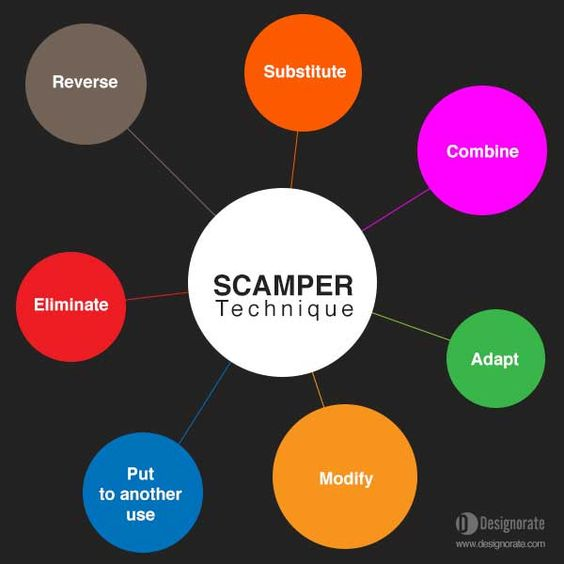 SCAMPER
Technique
Substitute
Combine
Adapt
Modify
Put
to another
use
Eliminate
Reverse
Designorate
www.designorate.com